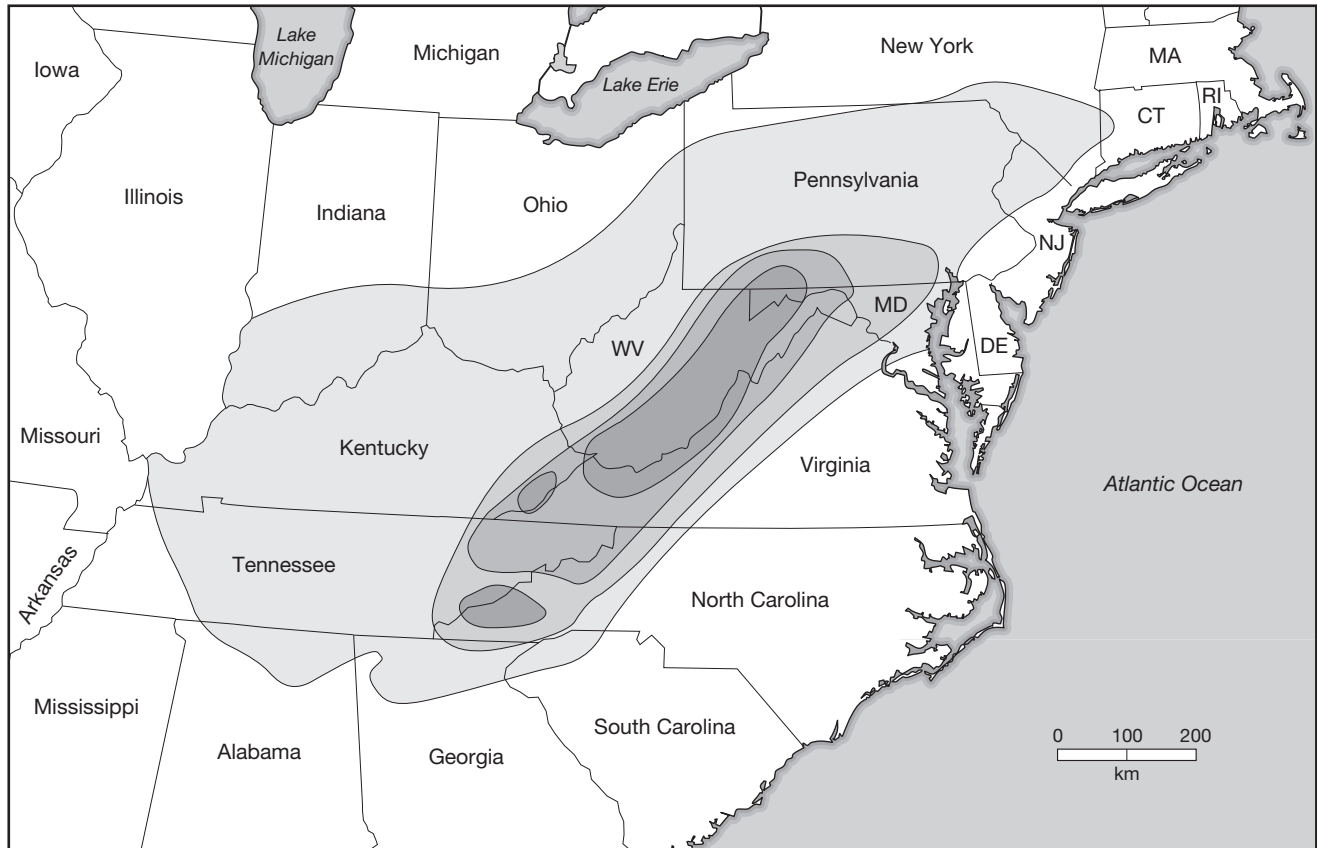 Lake
Michigan
Michigan
New York
MA
Iowa
Lake Erie
RI
CT
Pennsylvania
Illinois
Indiana
Ohio
NJ
MD
WV
DE
Missouri
Kentucky
Virginia
Atlantic Ocean
Tennessee
Arkansas
North Carolina
Mississippi
South Carolina
Alabama
Georgia
0 100 200
km